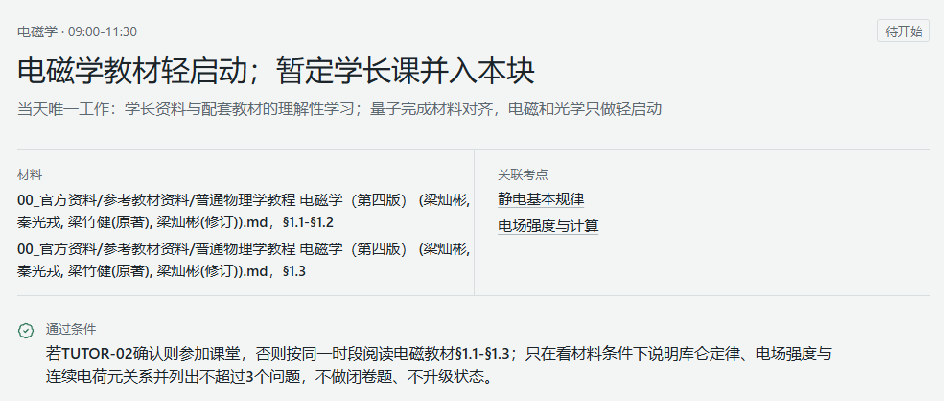 电磁学 · 09:00-11:30
待开始
电磁学教材轻启动；暂定学长课并入本块
当天唯一工作：学长资料与配套教材的理解性学习；量子完成材料对齐，电磁和光学只做轻启动
材料
00_官方资料/参考教材资料/普通物理学教程 电磁学（第四版） (梁灿彬,
秦光戎, 梁竹健(原著), 梁灿彬(修订)).md，§1.1-§1.2
00_官方资料/参考教材资料/普通物理学教程 电磁学（第四版） (梁灿彬,
秦光戎, 梁竹健(原著), 梁灿彬(修订)).md，§1.3
关联考点
静电基本规律
电场强度与计算
通过条件
若TUTOR-02确认则参加课堂，否则按同一时段阅读电磁教材§1.1-§1.3；只在看材料条件下说明库仑定律、电场强度与
连续电荷元关系并列出不超过3个问题，不做闭卷题、不升级状态。